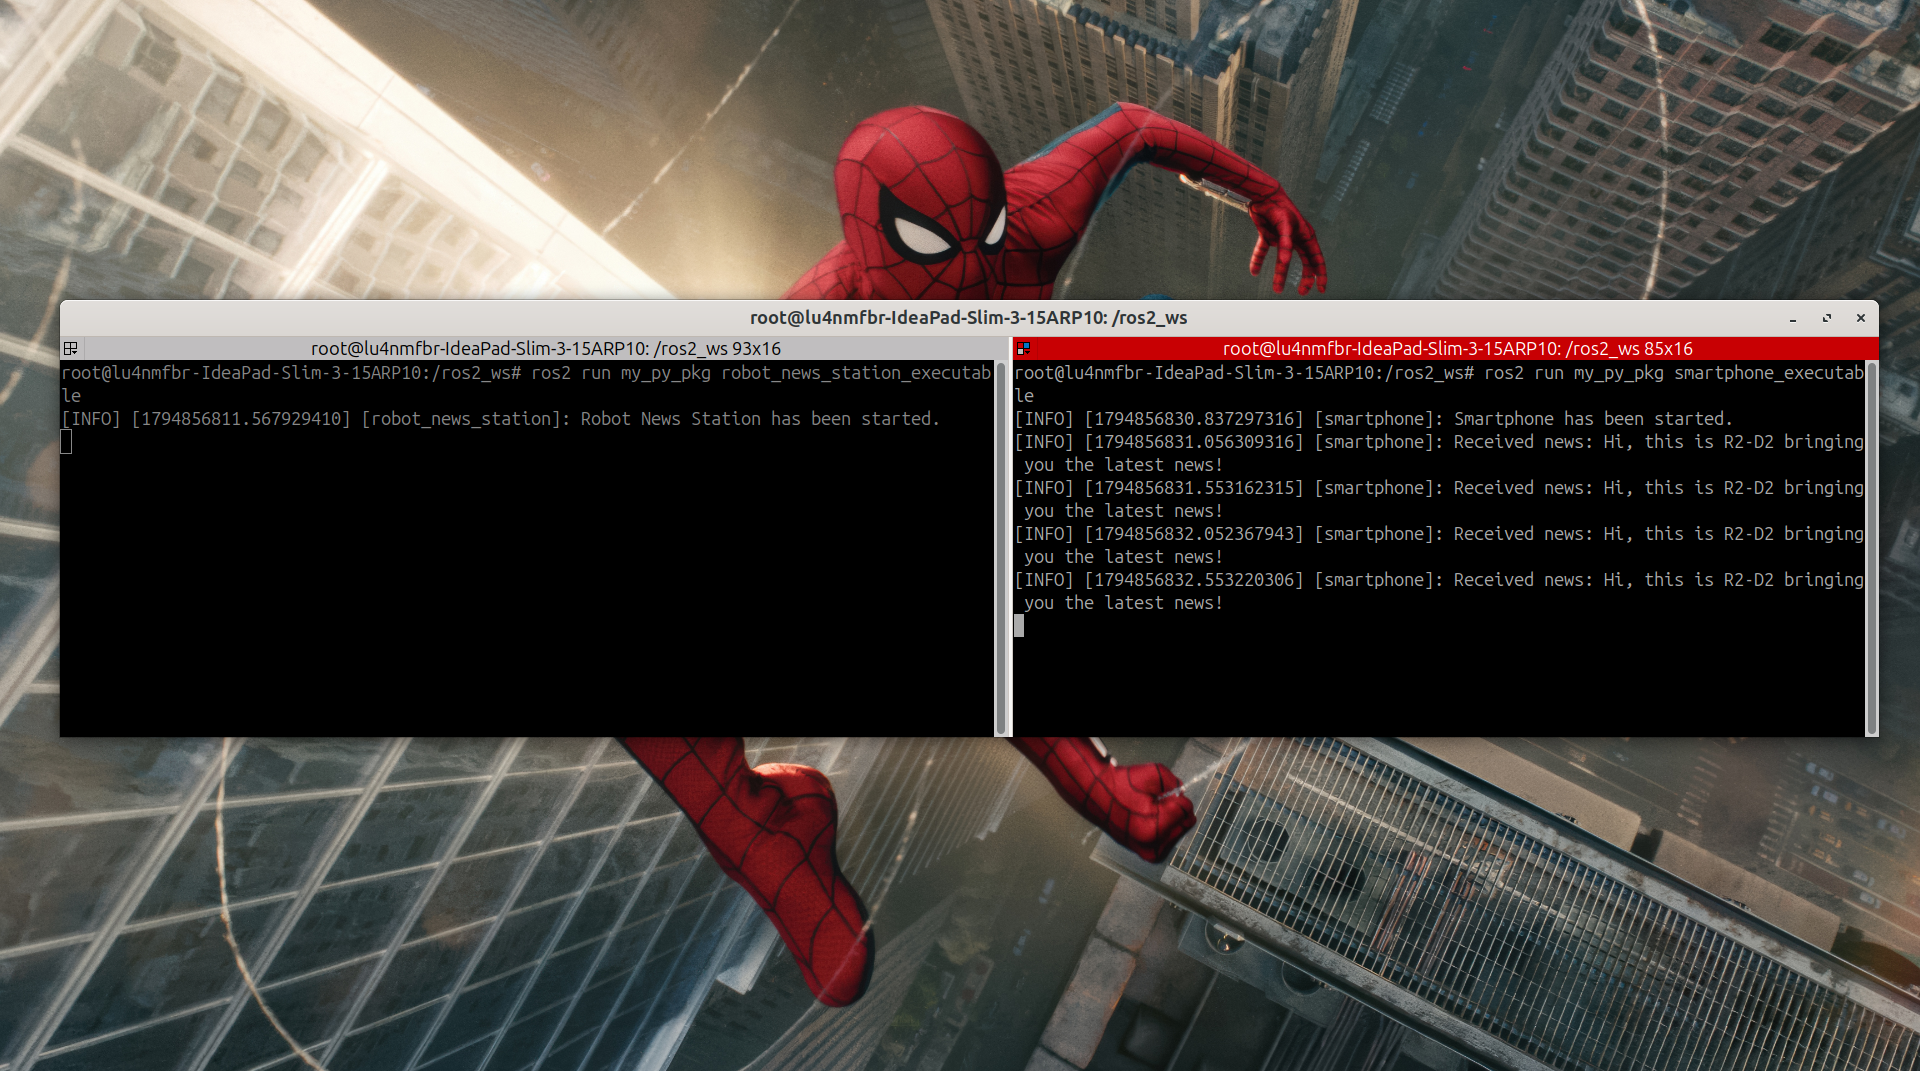 root@lu4nmfbr-IdeaPad-Slim-3-15ARP10: /ros2_ws
root@lu4nmfbr-IdeaPad-Slim-3-15ARP10: /ros2_ws 93x16
root@lu4nmfbr-IdeaPad-Slim-3-15ARP10:/ros2_ws# ros2 run my_py_pkg robot_news_station_executab
le
[INFO] [1794856811.567929410] [robot_news_station]: Robot News Station has been started.
root@lu4nmfbr-IdeaPad-Slim-3-15ARP10: /ros2_ws 85x16
root@lu4nmfbr-IdeaPad-Slim-3-15ARP10:/ros2_ws# ros2 run my_py_pkg smartphone_executab
le
[INFO] [1794856830.837297316] [smartphone]: Smartphone has been started.
[INFO] [1794856831.056309316] [smartphone]: Received news: Hi, this is R2-D2 bringing
 you the latest news!
[INFO] [1794856831.553162315] [smartphone]: Received news: Hi, this is R2-D2 bringing
 you the latest news!
[INFO] [1794856832.052367943] [smartphone]: Received news: Hi, this is R2-D2 bringing
 you the latest news!
[INFO] [1794856832.553220306] [smartphone]: Received news: Hi, this is R2-D2 bringing
 you the latest news!